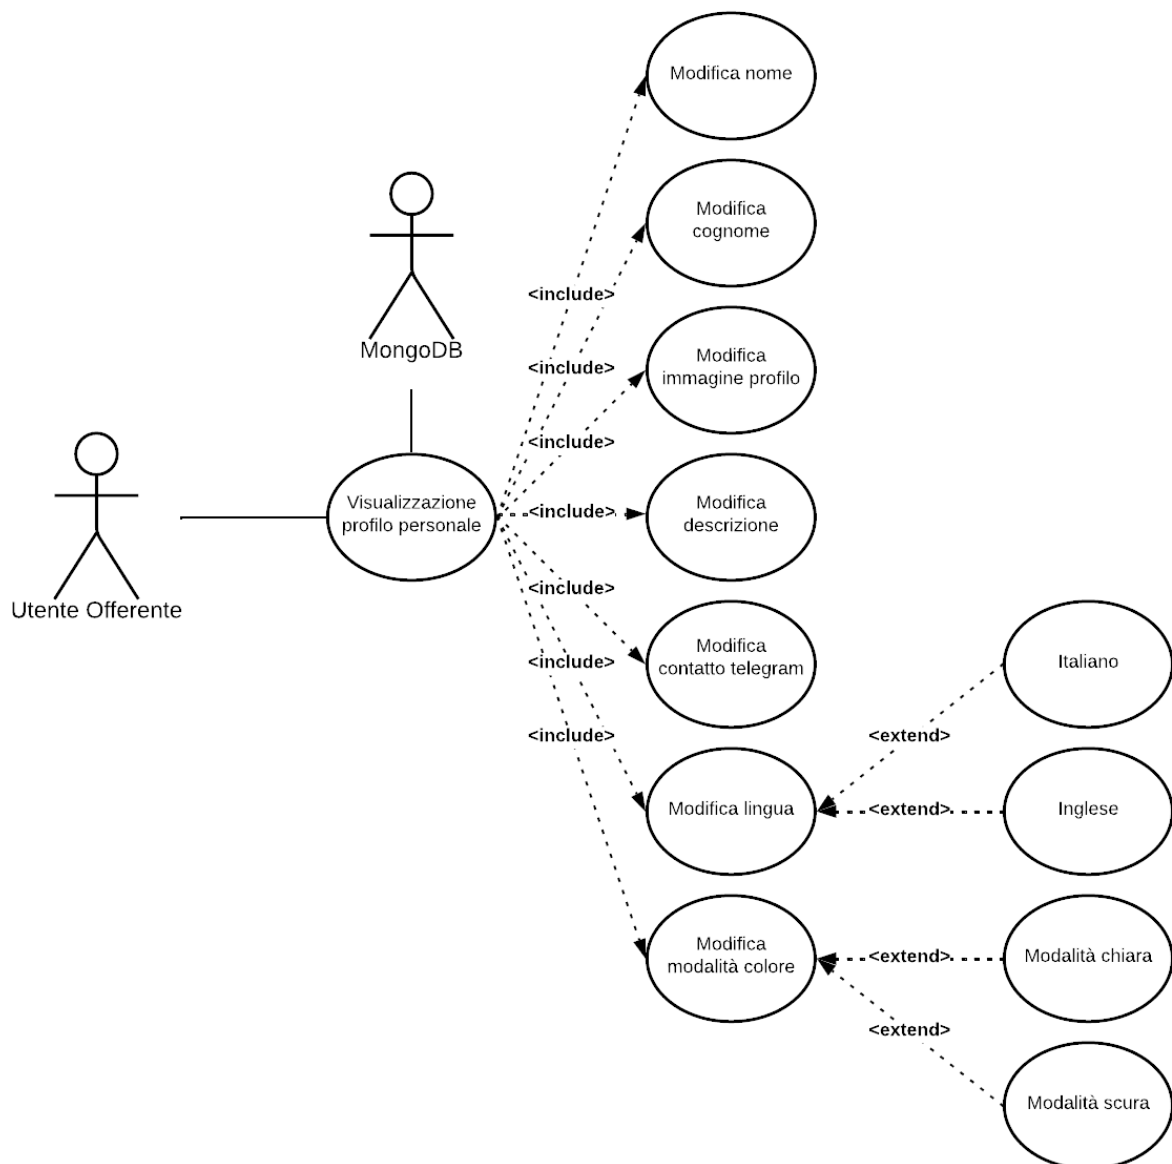 Modifica nome
Modifica
cognome
<include>
MongoDB
<include>
Modifica
immagine profilo
<include>
Visualizzazione
profilo personale
<include>
Modifica
descrizione
<include>
Utente Offerente
Modifica
contatto telegram
<include>
Italiano
<include>
<extend>
Modifica lingua
<extend>
Inglese
Modifica
modalità colore
<extend>
Modalità chiara
<extend>
Modalità scura